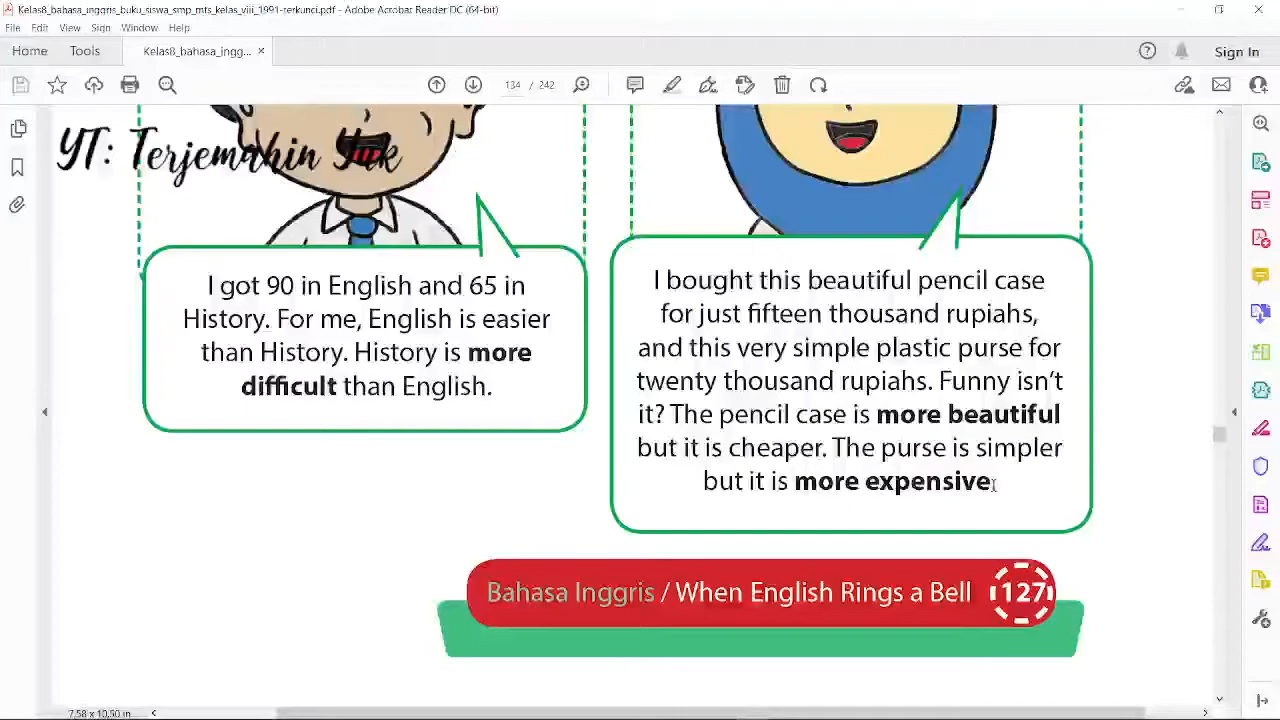 Kelas8_bahasa_inggris_buku_siswa_smp_mts_kelas_viii_1991-terkunci.pdf - Adobe Acrobat Reader DC (64-bit)
File Edit View Sign Window Help
Home Tools Kelas8_bahasa_ingg... × Sign In
134 / 242
YT: Terjemahin Yuk
I got 90 in English and 65 in
History. For me, English is easier
than History. History is more
difficult than English.
I bought this beautiful pencil case
for just fifteen thousand rupiahs,
and this very simple plastic purse for
twenty thousand rupiahs. Funny isn't
it? The pencil case is more beautiful
but it is cheaper. The purse is simpler
but it is more expensive.
Bahasa Inggris / When English Rings a Bell 127
7,58 x 10,50 in